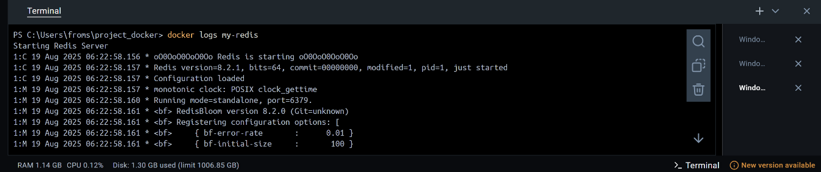 Terminal
PS C:\Users\froms\project_docker> docker logs my-redis
Starting Redis Server
1:C 19 Aug 2025 06:22:58.156 * oO0OoO0OoO0Oo Redis is starting oO0OoO0OoO0Oo
1:C 19 Aug 2025 06:22:58.157 * Redis version=8.2.1, bits=64, commit=00000000, modified=1, pid=1, just started
1:C 19 Aug 2025 06:22:58.157 * Configuration loaded
1:M 19 Aug 2025 06:22:58.157 * monotonic clock: POSIX clock_gettime
1:M 19 Aug 2025 06:22:58.160 * Running mode=standalone, port=6379.
1:M 19 Aug 2025 06:22:58.161 * <bf> RedisBloom version 8.2.0 (Git=unknown)
1:M 19 Aug 2025 06:22:58.161 * <bf> Registering configuration options: [
1:M 19 Aug 2025 06:22:58.161 * <bf>     { bf-error-rate       :      0.01 }
1:M 19 Aug 2025 06:22:58.161 * <bf>     { bf-initial-size     :       100 }
Windo...
Windo...
Windo...
RAM 1.14 GB CPU 0.12% Disk: 1.30 GB used (limit 1006.85 GB)
>_ Terminal
New version available